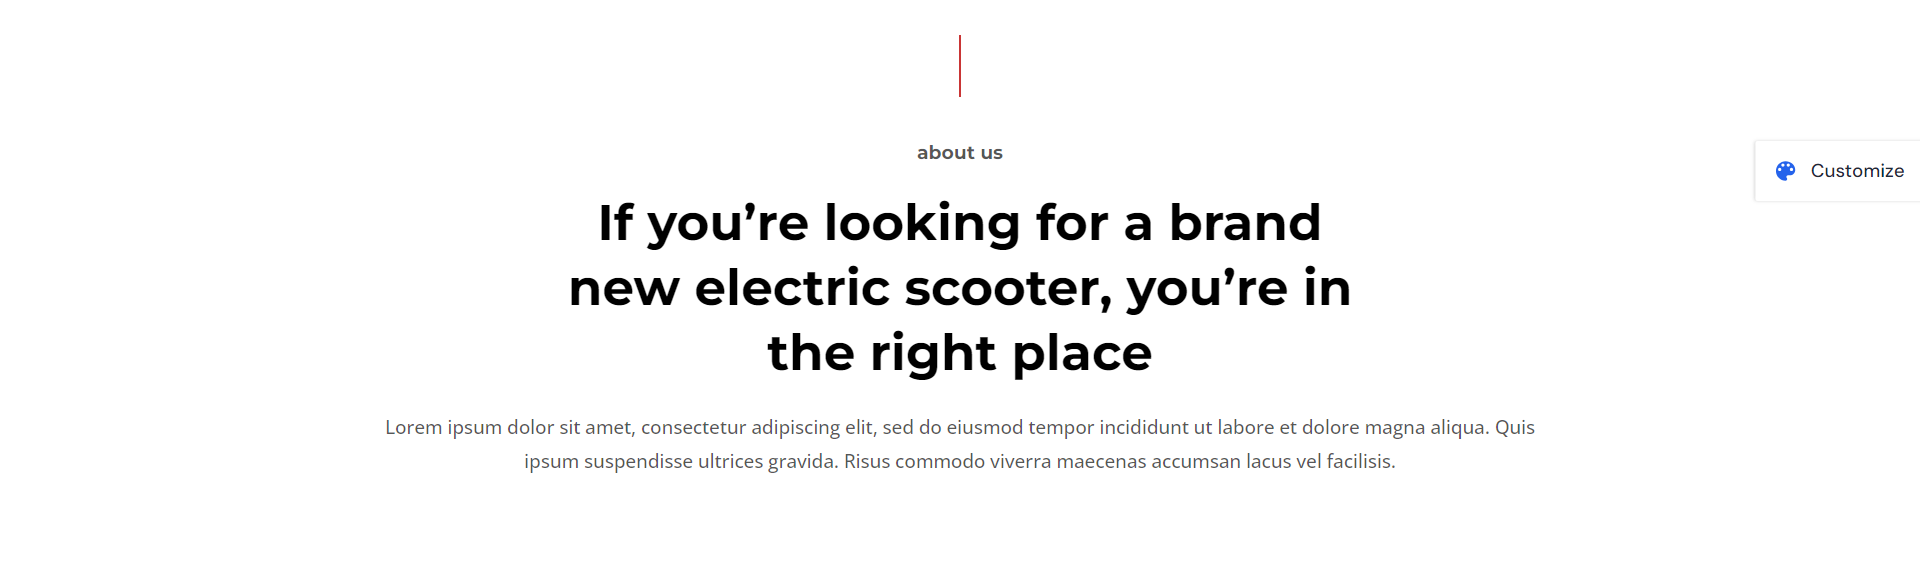 about us
Customize
If you’re looking for a brand
new electric scooter, you’re in
the right place
Lorem ipsum dolor sit amet, consectetur adipiscing elit, sed do eiusmod tempor incididunt ut labore et dolore magna aliqua. Quis
ipsum suspendisse ultrices gravida. Risus commodo viverra maecenas accumsan lacus vel facilisis.